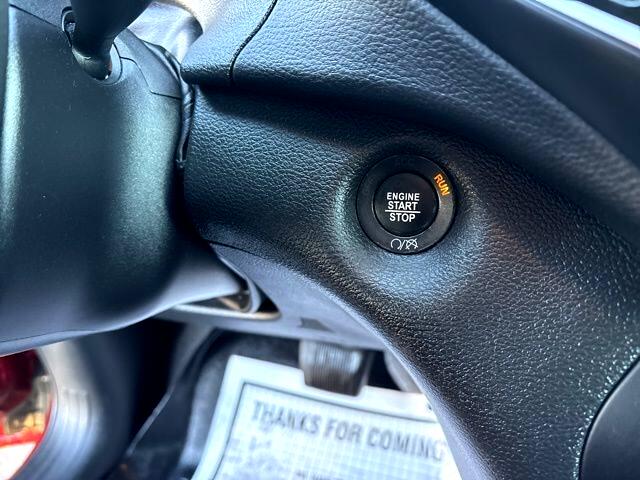 RUN
ENGINE
START
STOP
THANKS FOR COMING